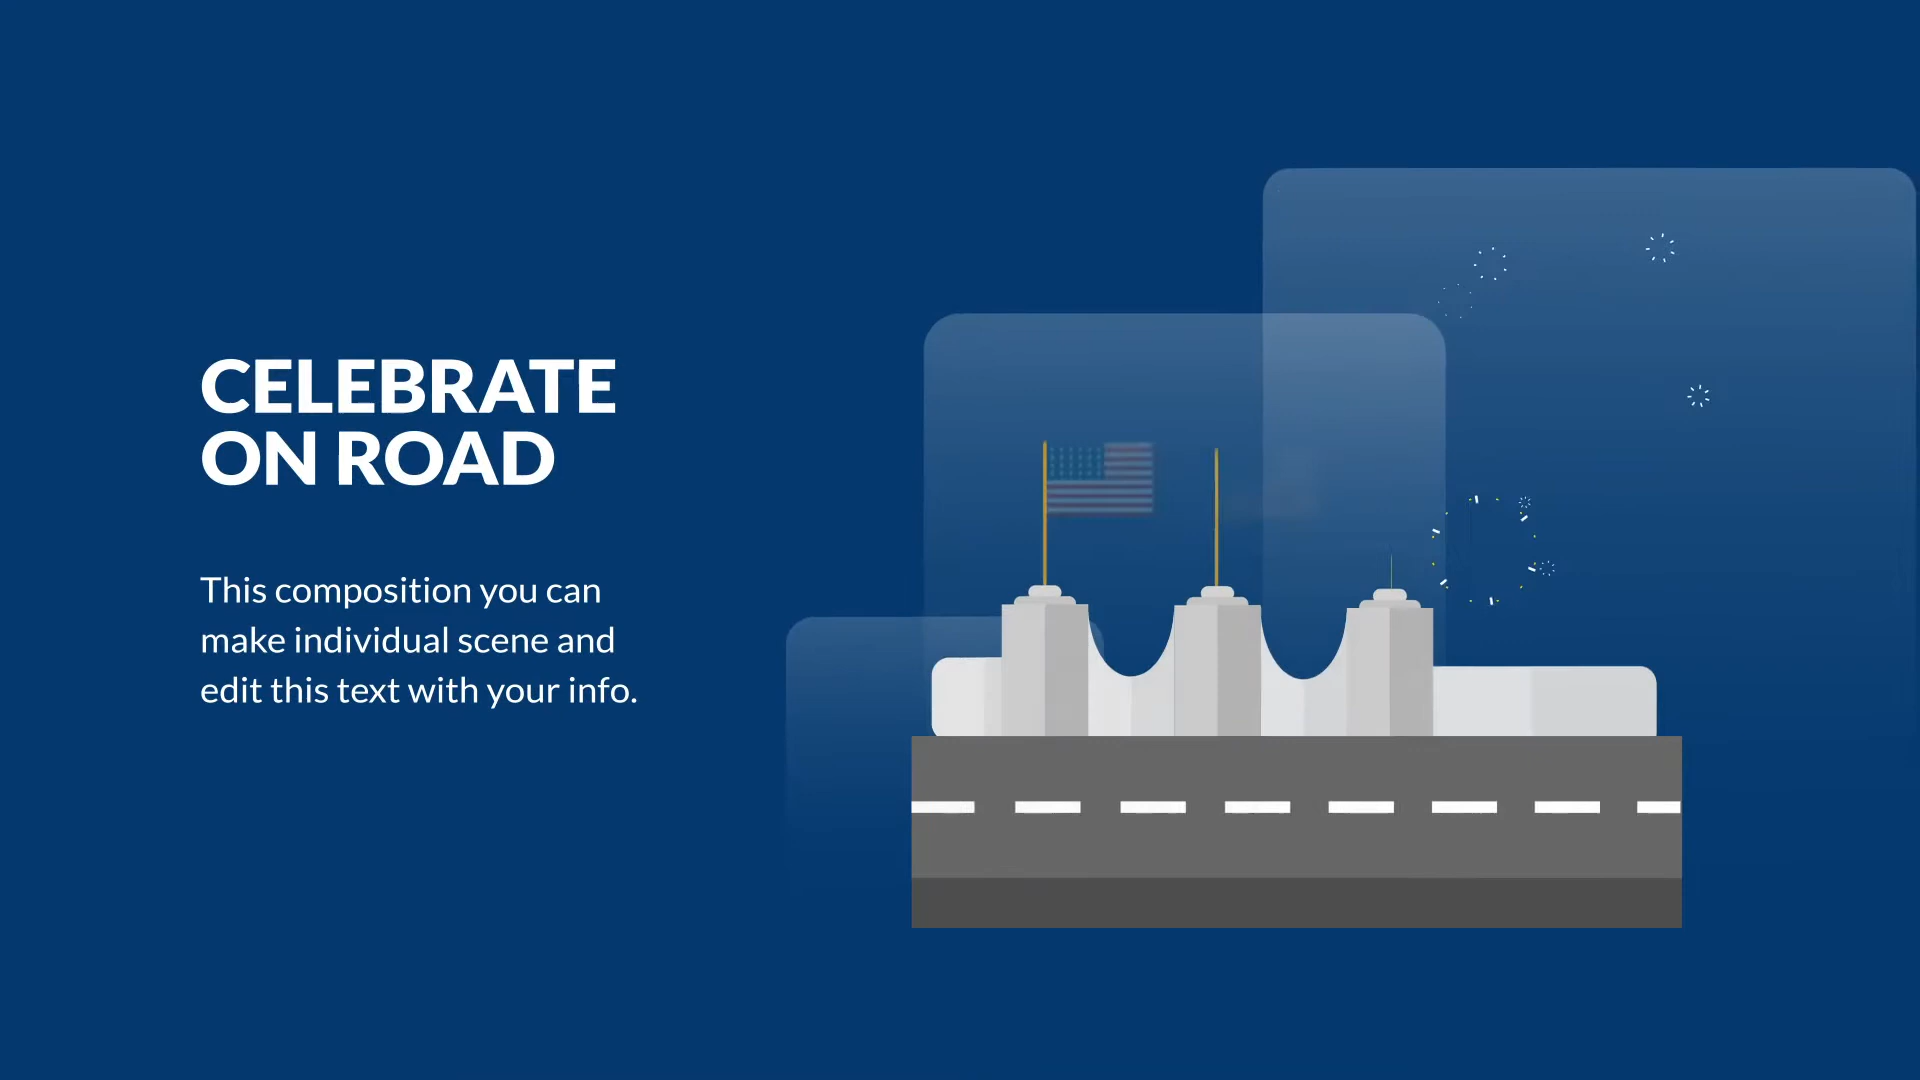 CELEBRATE
ON ROAD
This composition you can
make individual scene and
edit this text with your info.